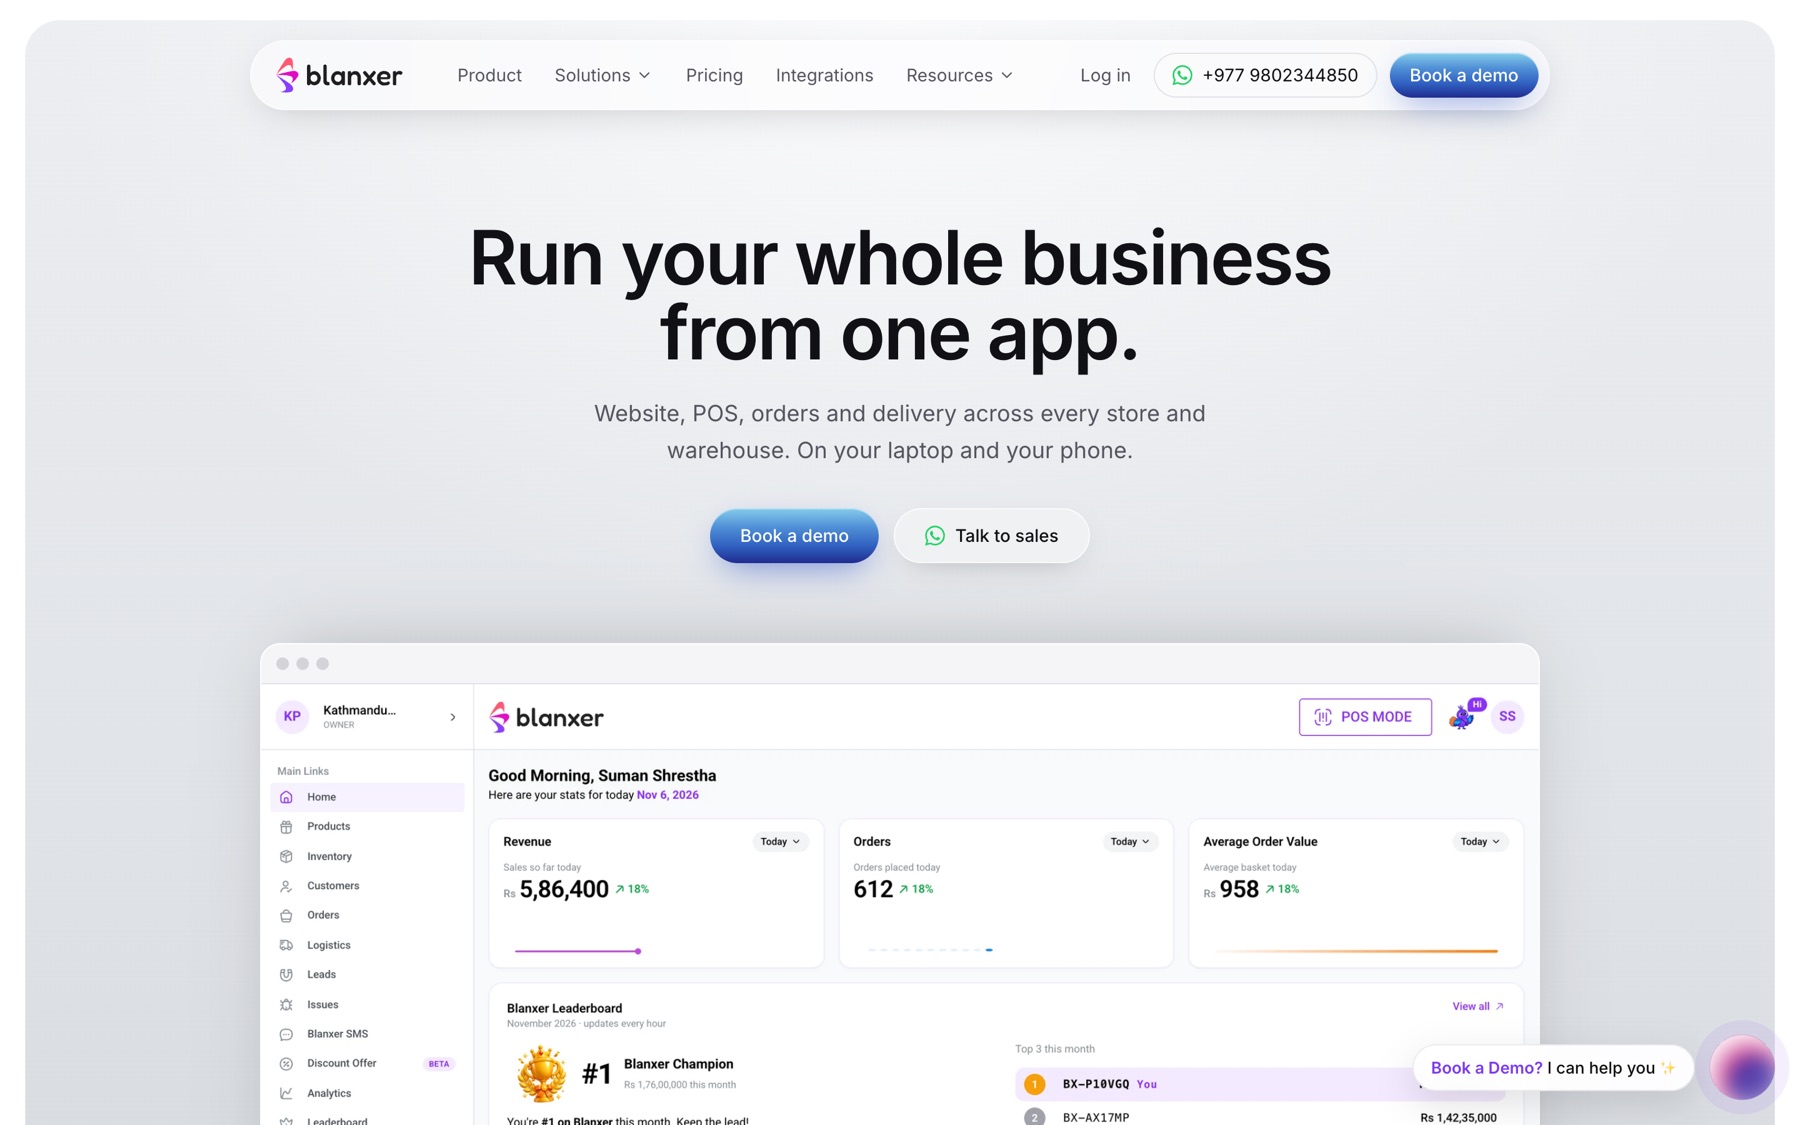 blanxer
Product
Solutions
Pricing
Integrations
Resources
Log in
+977 9802344850
Book a demo
Run your whole business
from one app.
Website, POS, orders and delivery across every store and
warehouse. On your laptop and your phone.
Book a demo
Talk to sales
KP
Kathmandu...
OWNER
blanxer
POS MODE
Hi
SS
Main Links
Home
Products
Inventory
Customers
Orders
Logistics
Leads
Issues
Blanxer SMS
Discount Offer BETA
Analytics
Leaderboard
Good Morning, Suman Shrestha
Here are your stats for today Nov 6, 2026
Revenue
Today
Sales so far today
Rs 5,86,400 18%
Orders
Today
Orders placed today
612 18%
Average Order Value
Today
Average basket today
Rs 958 18%
Blanxer Leaderboard
November 2026 · updates every hour
View all
#1
Blanxer Champion
Rs 1,76,00,000 this month
You're #1 on Blanxer this month. Keep the lead!
Top 3 this month
1 BX-P10VGQ You
2 BX-AX17MP Rs 1,42,35,000
Book a Demo? I can help you ✨